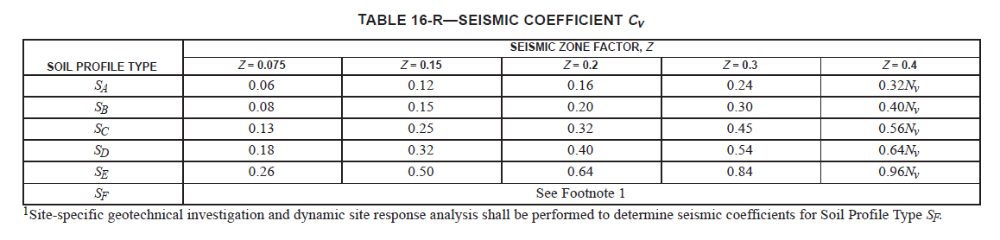 TABLE 16-R—SEISMIC COEFFICIENT Cv
SOIL PROFILE TYPE SEISMIC ZONE FACTOR, Z
Z = 0.075 Z = 0.15 Z = 0.2 Z = 0.3 Z = 0.4
SA 0.06 0.12 0.16 0.24 0.32Nv
SB 0.08 0.15 0.20 0.30 0.40Nv
SC 0.13 0.25 0.32 0.45 0.56Nv
SD 0.18 0.32 0.40 0.54 0.64Nv
SE 0.26 0.50 0.64 0.84 0.96Nv
SF See Footnote 1
1Site-specific geotechnical investigation and dynamic site response analysis shall be performed to determine seismic coefficients for Soil Profile Type SF.